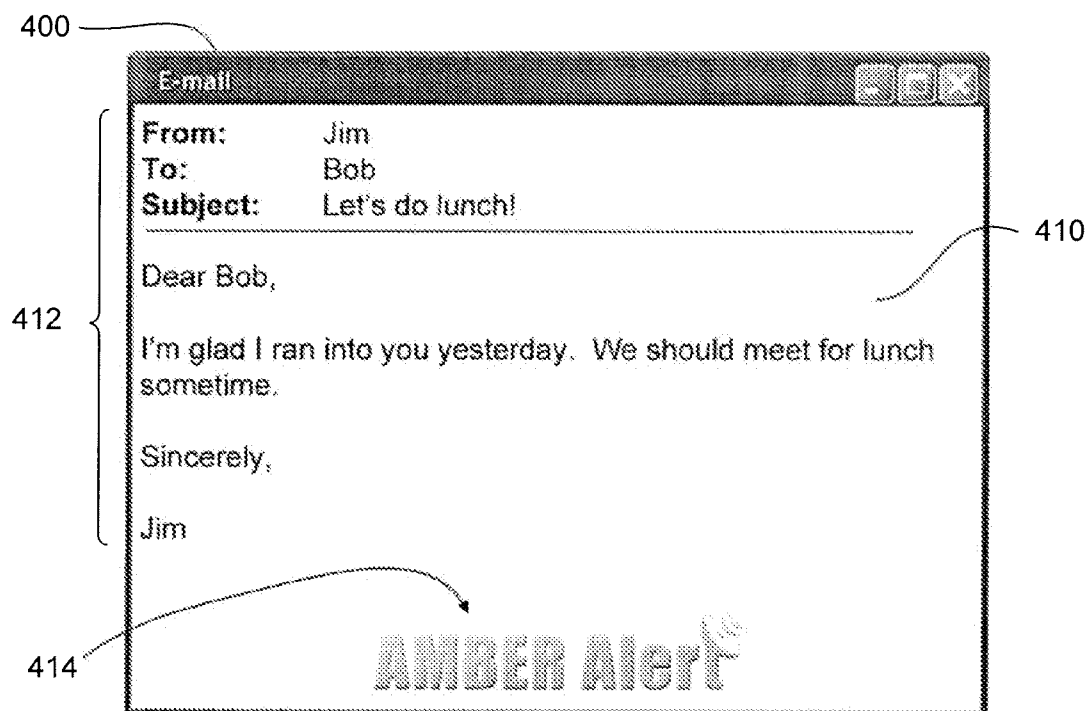 400
E-mail
From: Jim
To: Bob
Subject: Let's do lunch!
410
Dear Bob,
412
I'm glad I ran into you yesterday. We should meet for lunch
sometime.
Sincerely,
Jim
414
AMBER Alert